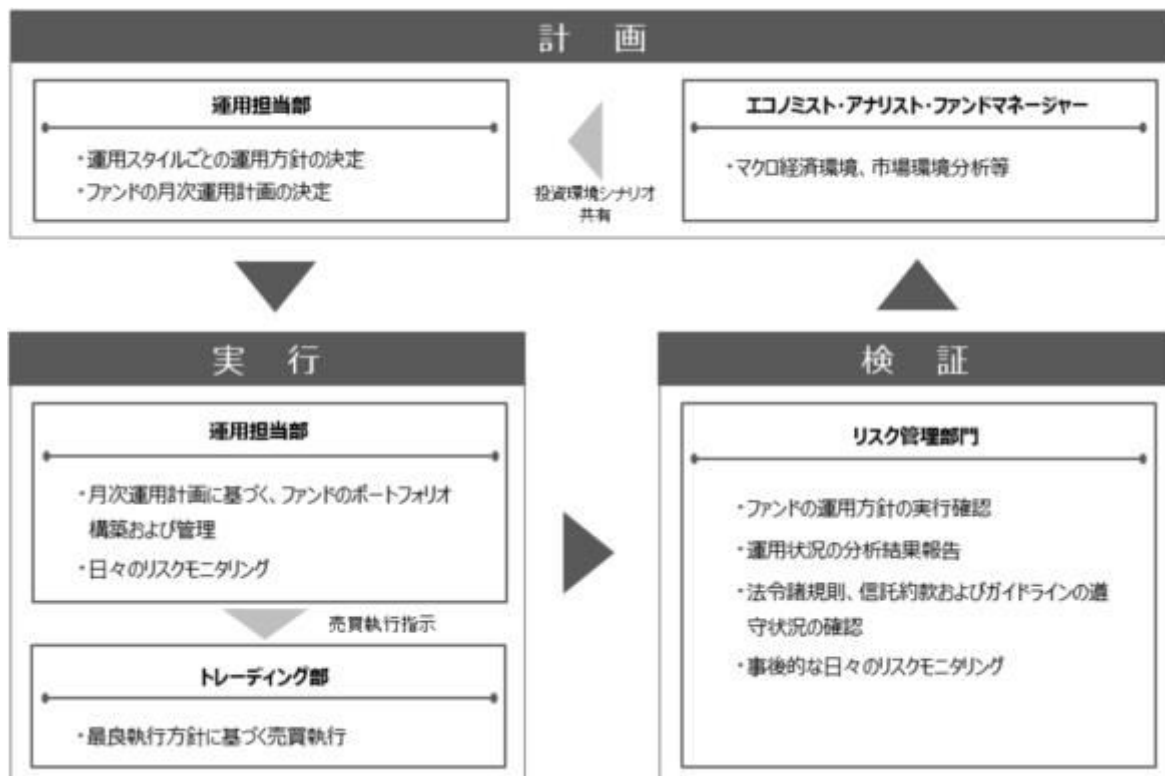 計 画
運用担当部
・運用スタイルごとの運用方針の決定
・ファンドの月次運用計画の決定
投資環境シナリオ
共有
エコノミスト・アナリスト・ファンドマネージャー
・マクロ経済環境、市場環境分析等
実 行
運用担当部
・月次運用計画に基づく、ファンドのポートフォリオ
構築および管理
・日々のリスクモニタリング
売買執行指示
トレーディング部
・最良執行方針に基づく売買執行
検 証
リスク管理部門
・ファンドの運用方針の実行確認
・運用状況の分析結果報告
・法令諸規則、信託約款およびガイドラインの遵
守状況の確認
・事後的な日々のリスクモニタリング